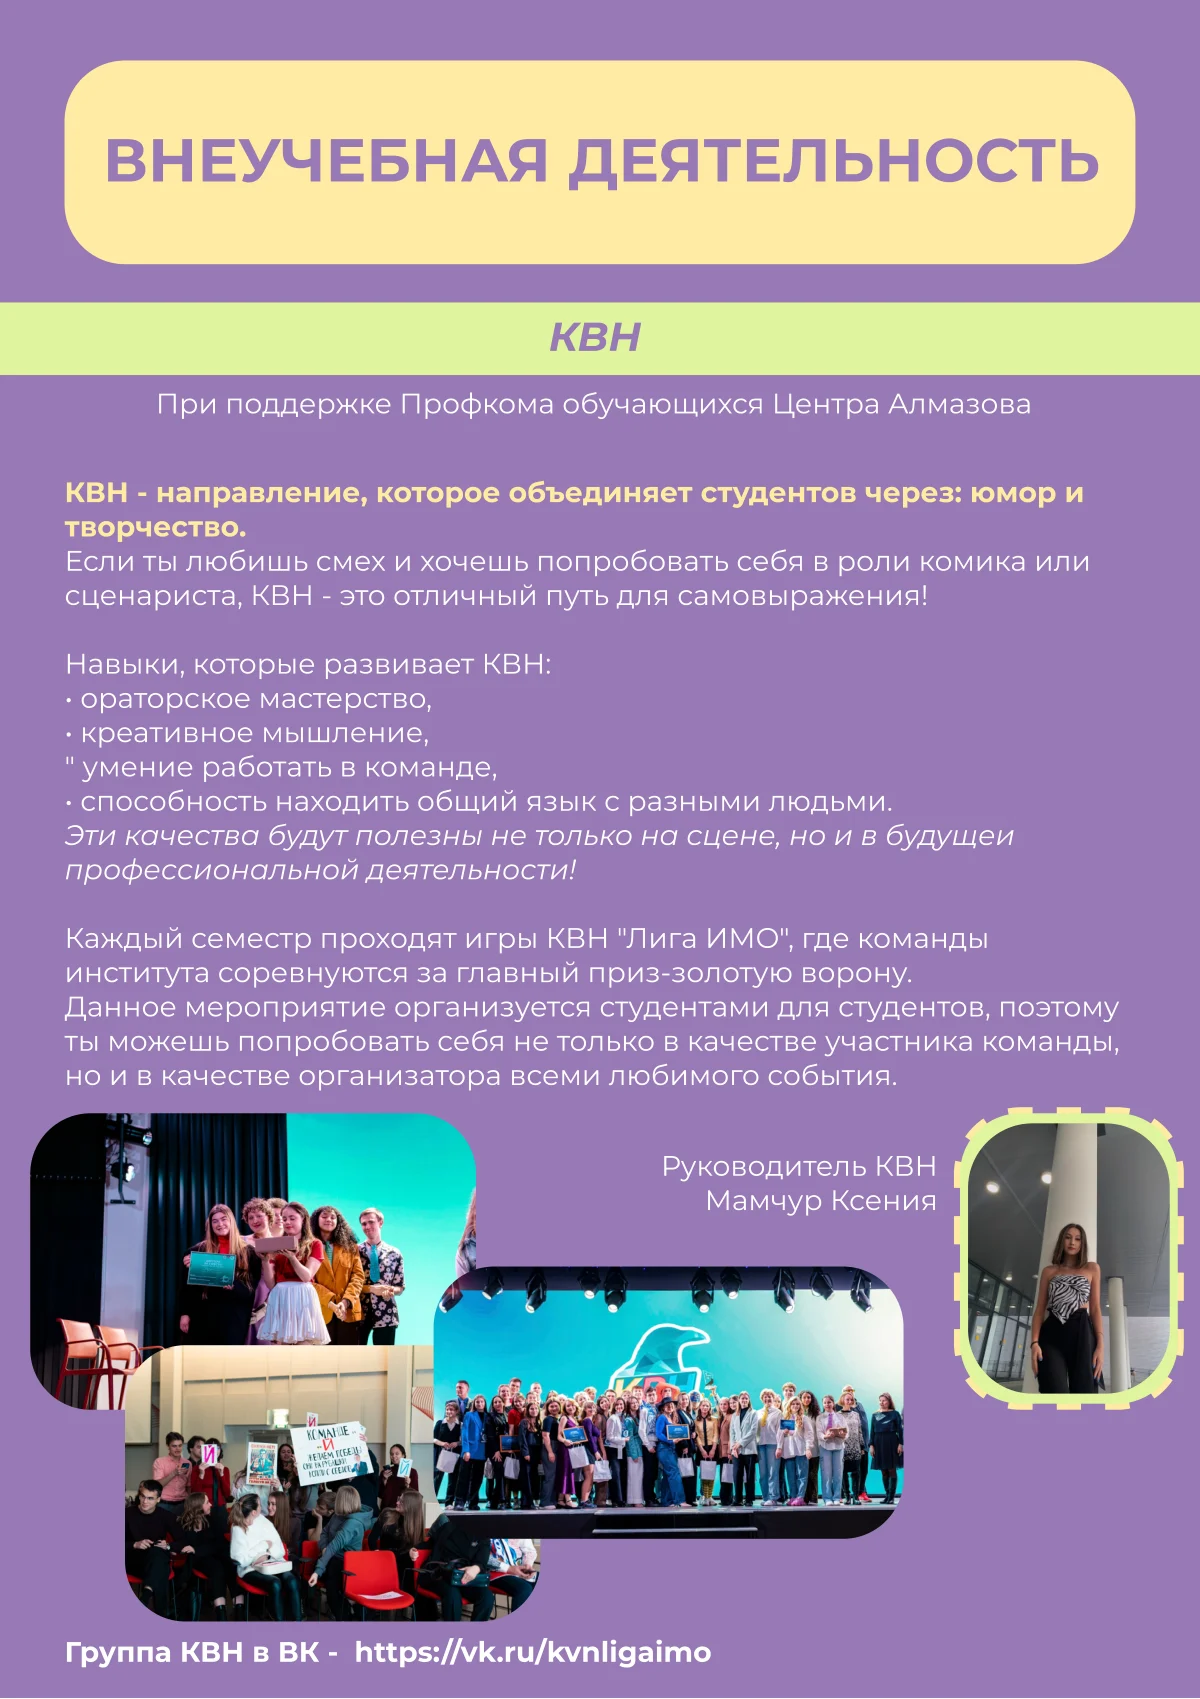 ВНЕУЧЕБНАЯ ДЕЯТЕЛЬНОСТЬ
КВН
При поддержке Профкома обучающихся Центра Алмазова
КВН - направление, которое объединяет студентов через: юмор и
творчество.
Если ты любишь смех и хочешь попробовать себя в роли комика или
сценариста, КВН - это отличный путь для самовыражения!
Навыки, которые развивает КВН:
• ораторское мастерство,
• креативное мышление,
" умение работать в команде,
• способность находить общий язык с разными людьми.
Эти качества будут полезны не только на сцене, но и в будущеи
профессиональной деятельности!
Каждый семестр проходят игры КВН "Лига ИМО", где команды
института соревнуются за главный приз-золотую ворону.
Данное мероприятие организуется студентами для студентов, поэтому
ты можешь попробовать себя не только в качестве участника команды,
но и в качестве организатора всеми любимого события.
Руководитель КВН
Мамчур Ксения
Й
КОМАНДЕ
"Й"
ЖЕЛАЕМ ПОБЕДЫ
Й
Й
Группа КВН в ВК - https://vk.ru/kvnligaimo